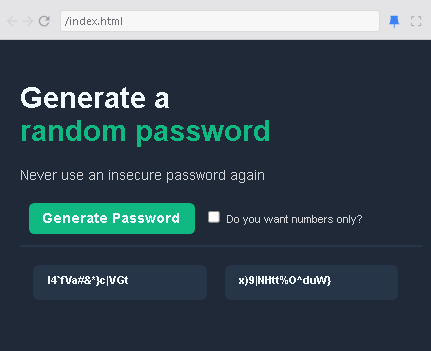 /index.html
Generate a
random password
Never use an insecure password again
Generate Password
Do you want numbers only?
I4`fVa#&*}c|VGt
x)9|NHtt%O^duW}